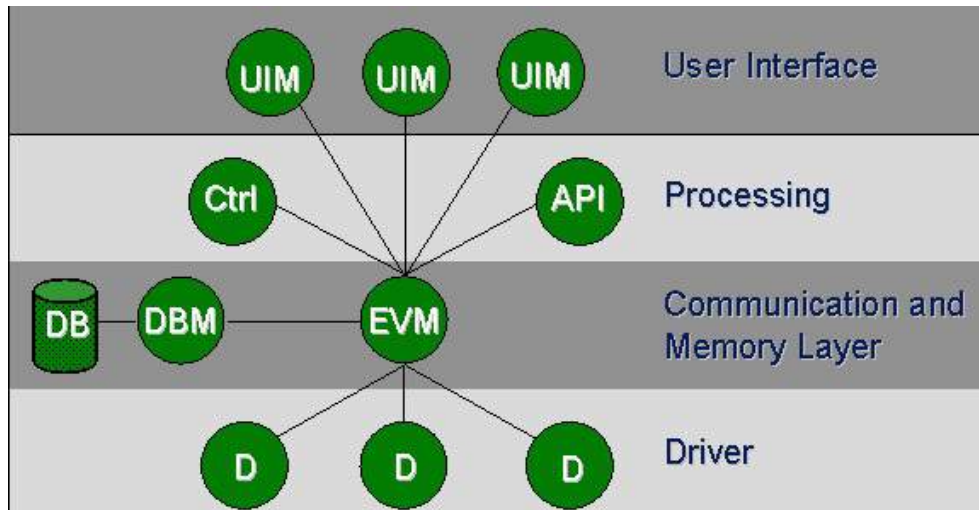 UIM UIM UIM User Interface
Ctrl API Processing
DB DBM EVM Communication and
Memory Layer
D D D Driver